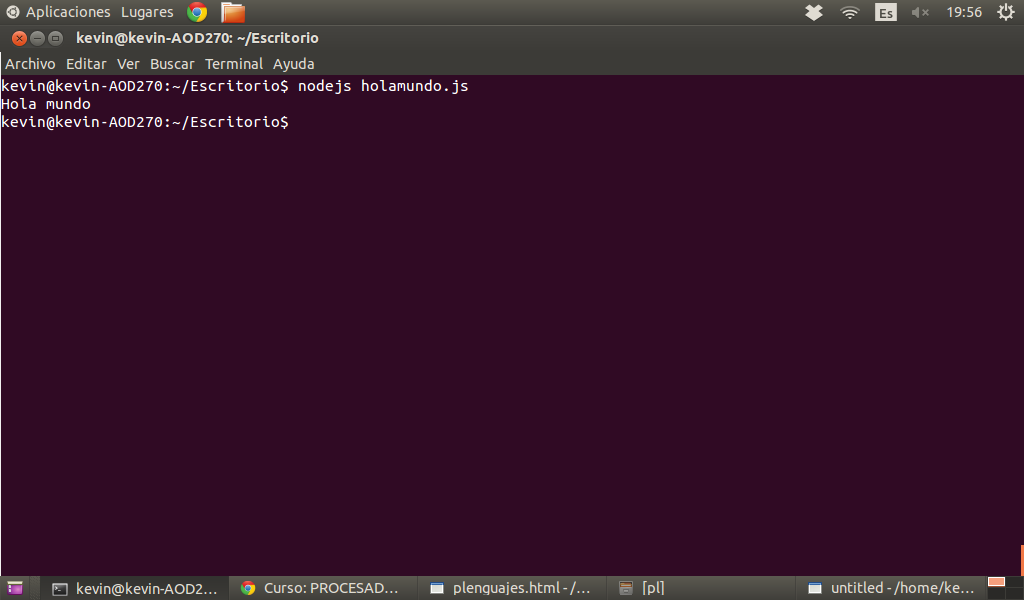 Aplicaciones Lugares Es 19:56
kevin@kevin-AOD270: ~/Escritorio
Archivo Editar Ver Buscar Terminal Ayuda
kevin@kevin-AOD270:~/Escritorio$ nodejs holamundo.js
Hola mundo
kevin@kevin-AOD270:~/Escritorio$
kevin@kevin-AOD2... Curso: PROCESAD... plenguajes.html - /... [pl] untitled - /home/ke...